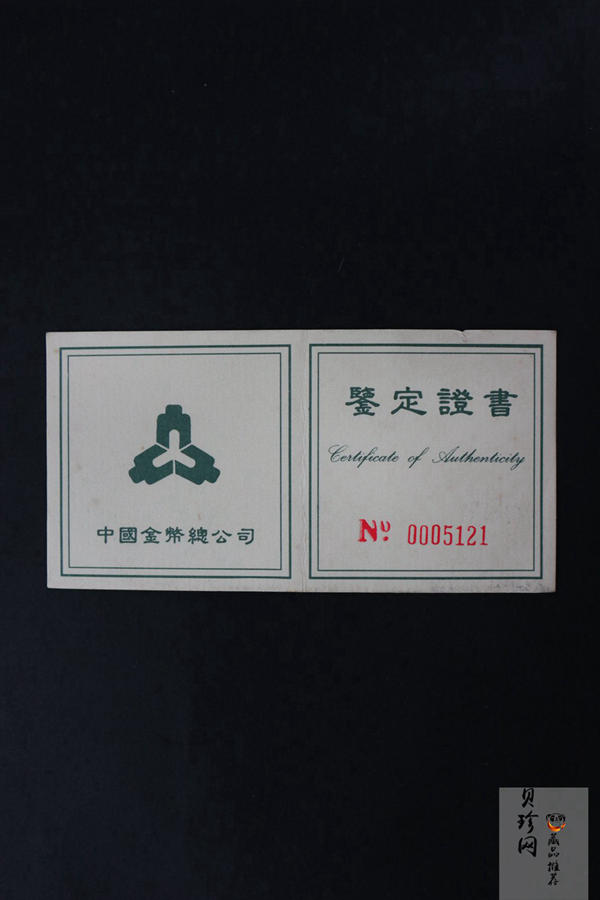 中國金幣總公司
鑒定證書
Certificate of Authenticity
Nº 0005121
贝珍网
藏品推荐